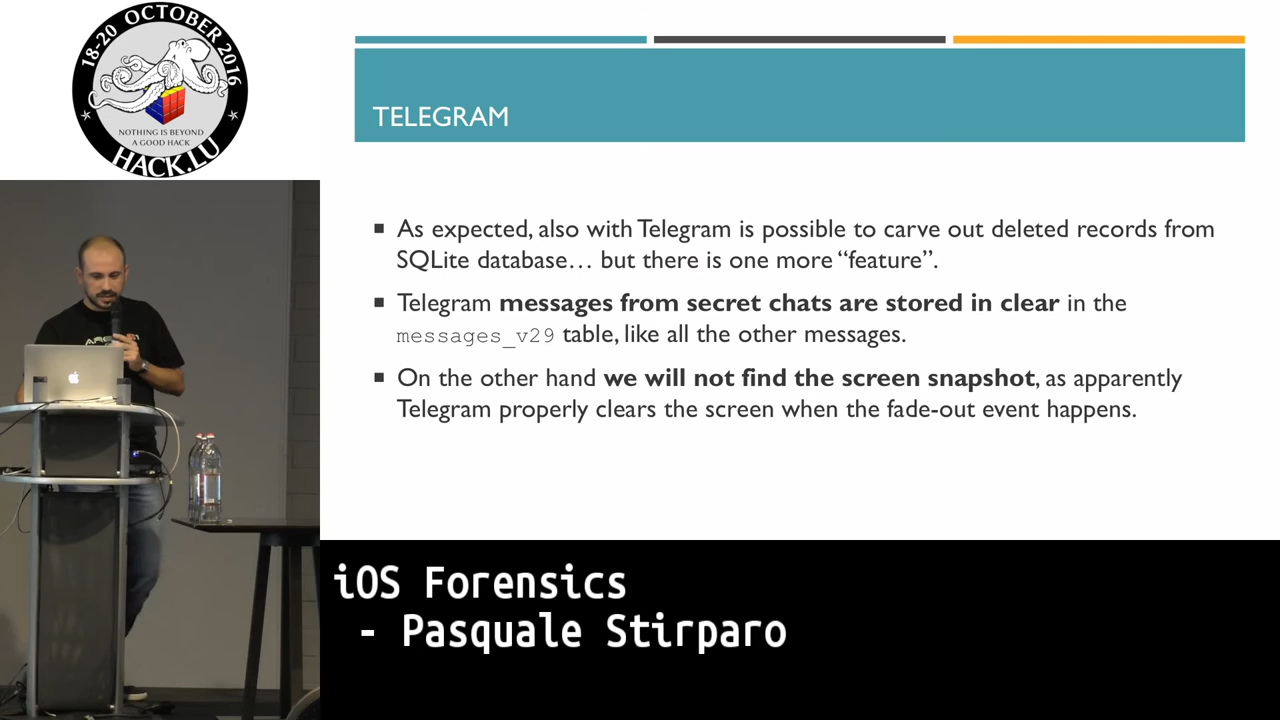 18-20 OCTOBER 2016
NOTHING IS BEYOND
A GOOD HACK
HACK.LU
TELEGRAM
As expected, also with Telegram is possible to carve out deleted records from
SQLite database… but there is one more “feature”.
Telegram messages from secret chats are stored in clear in the
messages_v29 table, like all the other messages.
On the other hand we will not find the screen snapshot, as apparently
Telegram properly clears the screen when the fade-out event happens.
iOS Forensics
- Pasquale Stirparo